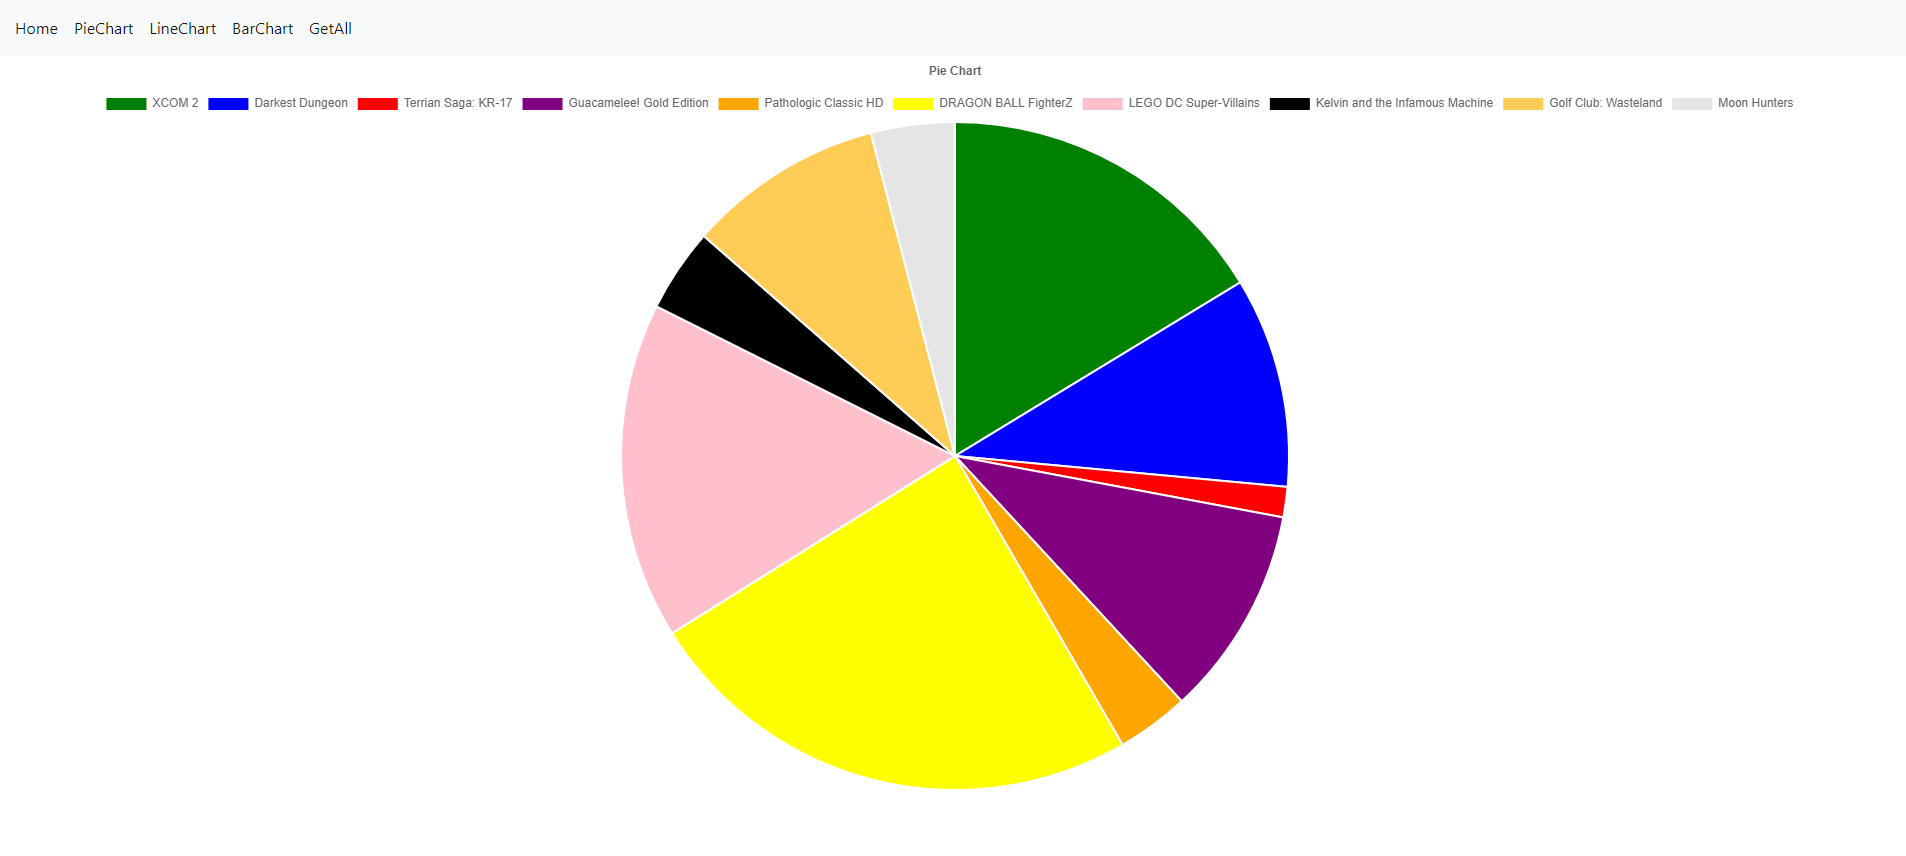 Home PieChart LineChart BarChart GetAll
Pie Chart
XCOM 2 Darkest Dungeon Terrian Saga: KR-17 Guacamelee! Gold Edition Pathologic Classic HD DRAGON BALL FighterZ LEGO DC Super-Villains Kelvin and the Infamous Machine Golf Club: Wasteland Moon Hunters